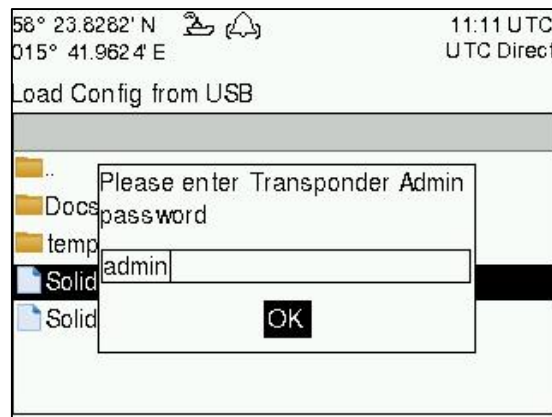 58° 23.8282' N
11:11 UTC
015° 41.9624' E
UTC Direct
Load Config from USB
..
Please enter Transponder Admin
Docs
password
temp
admin
Solid
Solid
OK